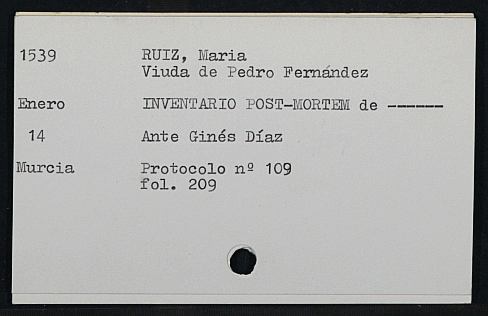 1539 RUIZ, Maria
Viuda de Pedro Fernández
Enero INVENTARIO POST-MORTEM de ------
14 Ante Ginés Díaz
Murcia Protocolo nº 109
fol. 209